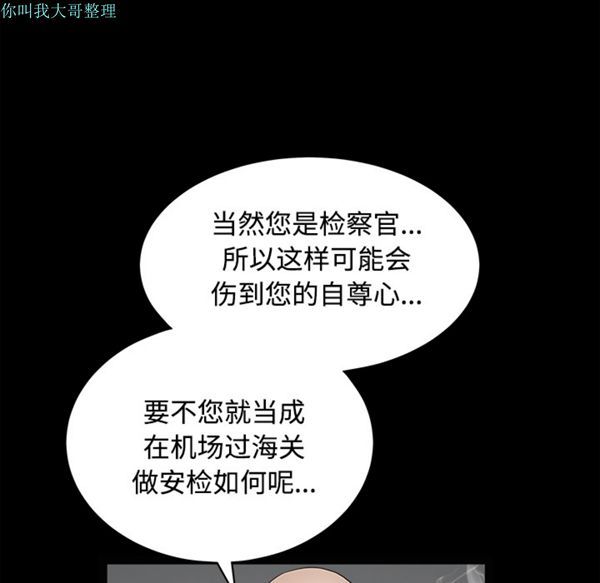 你叫我大哥整理
当然您是检察官...
所以这样可能会
伤到您的自尊心...
要不您就当成
在机场过海关
做安检如何呢...